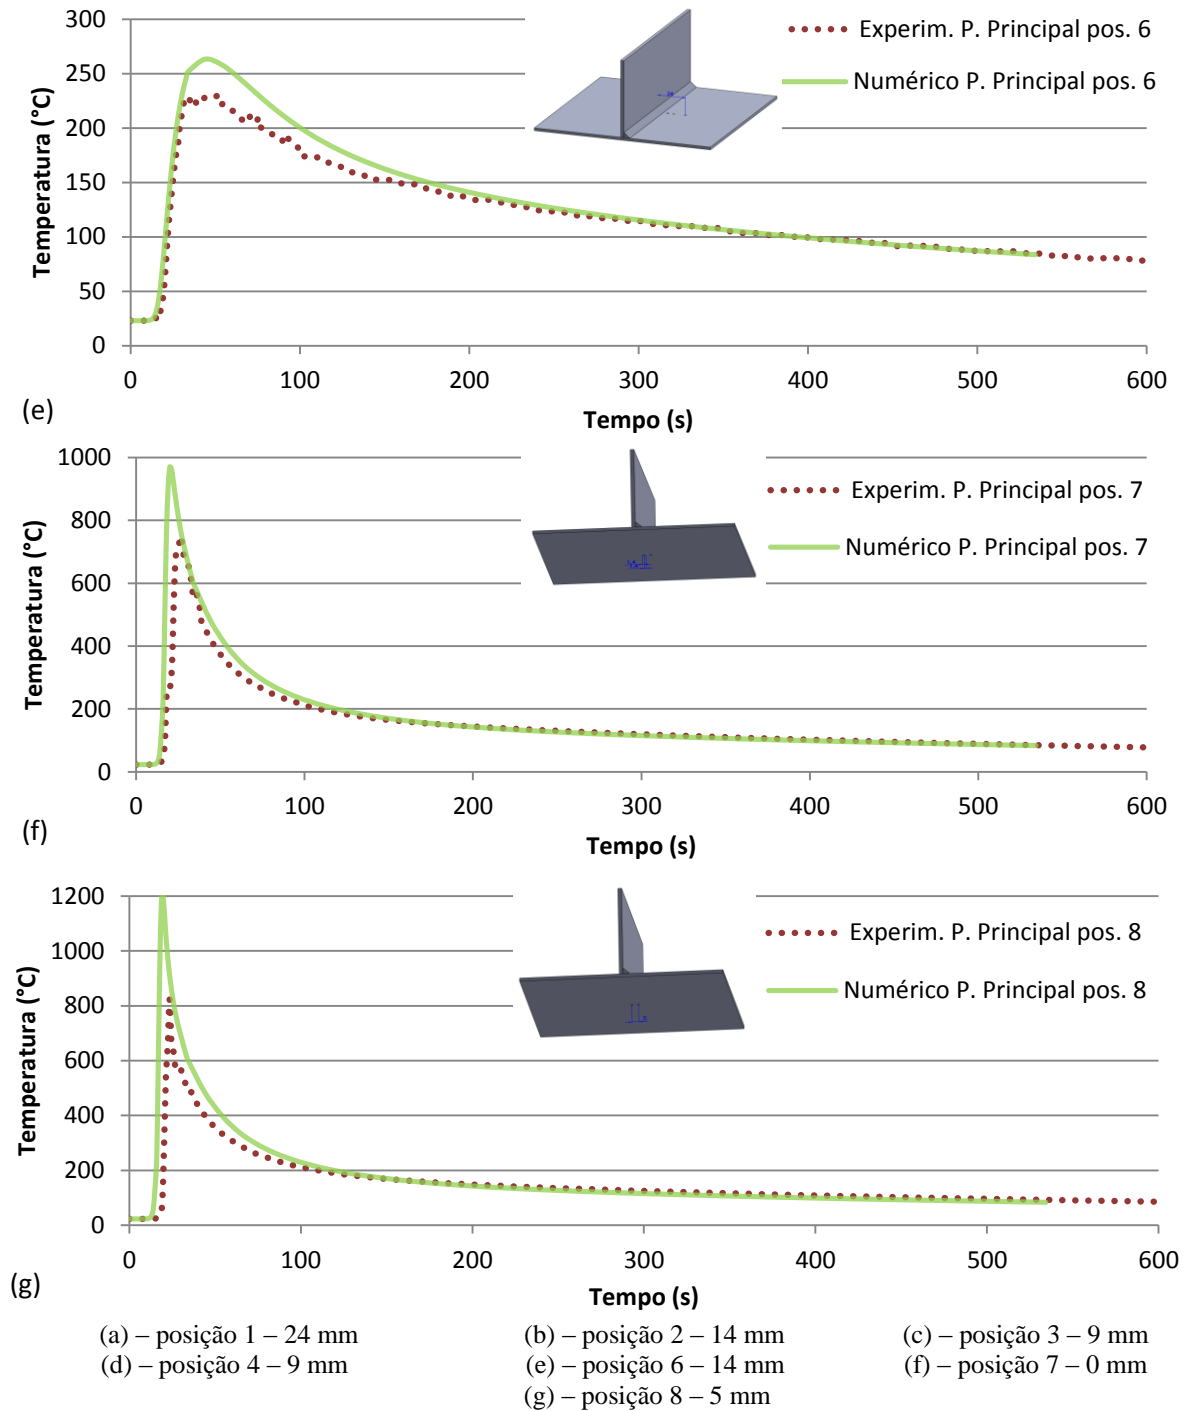 300
250
200
150
100
50
0
Temperatura (°C)
Experim. P. Principal pos. 6
Numérico P. Principal pos. 6
0 100 200 300 400 500 600
(e)
Tempo (s)
1000
800
600
400
200
0
Temperatura (°C)
Experim. P. Principal pos. 7
Numérico P. Principal pos. 7
0 100 200 300 400 500 600
(f)
Tempo (s)
1200
1000
800
600
400
200
0
Temperatura (°C)
Experim. P. Principal pos. 8
Numérico P. Principal pos. 8
0 100 200 300 400 500 600
(g)
Tempo (s)
(a) – posição 1 – 24 mm (b) – posição 2 – 14 mm (c) – posição 3 – 9 mm
(d) – posição 4 – 9 mm (e) – posição 6 – 14 mm (f) – posição 7 – 0 mm
(g) – posição 8 – 5 mm